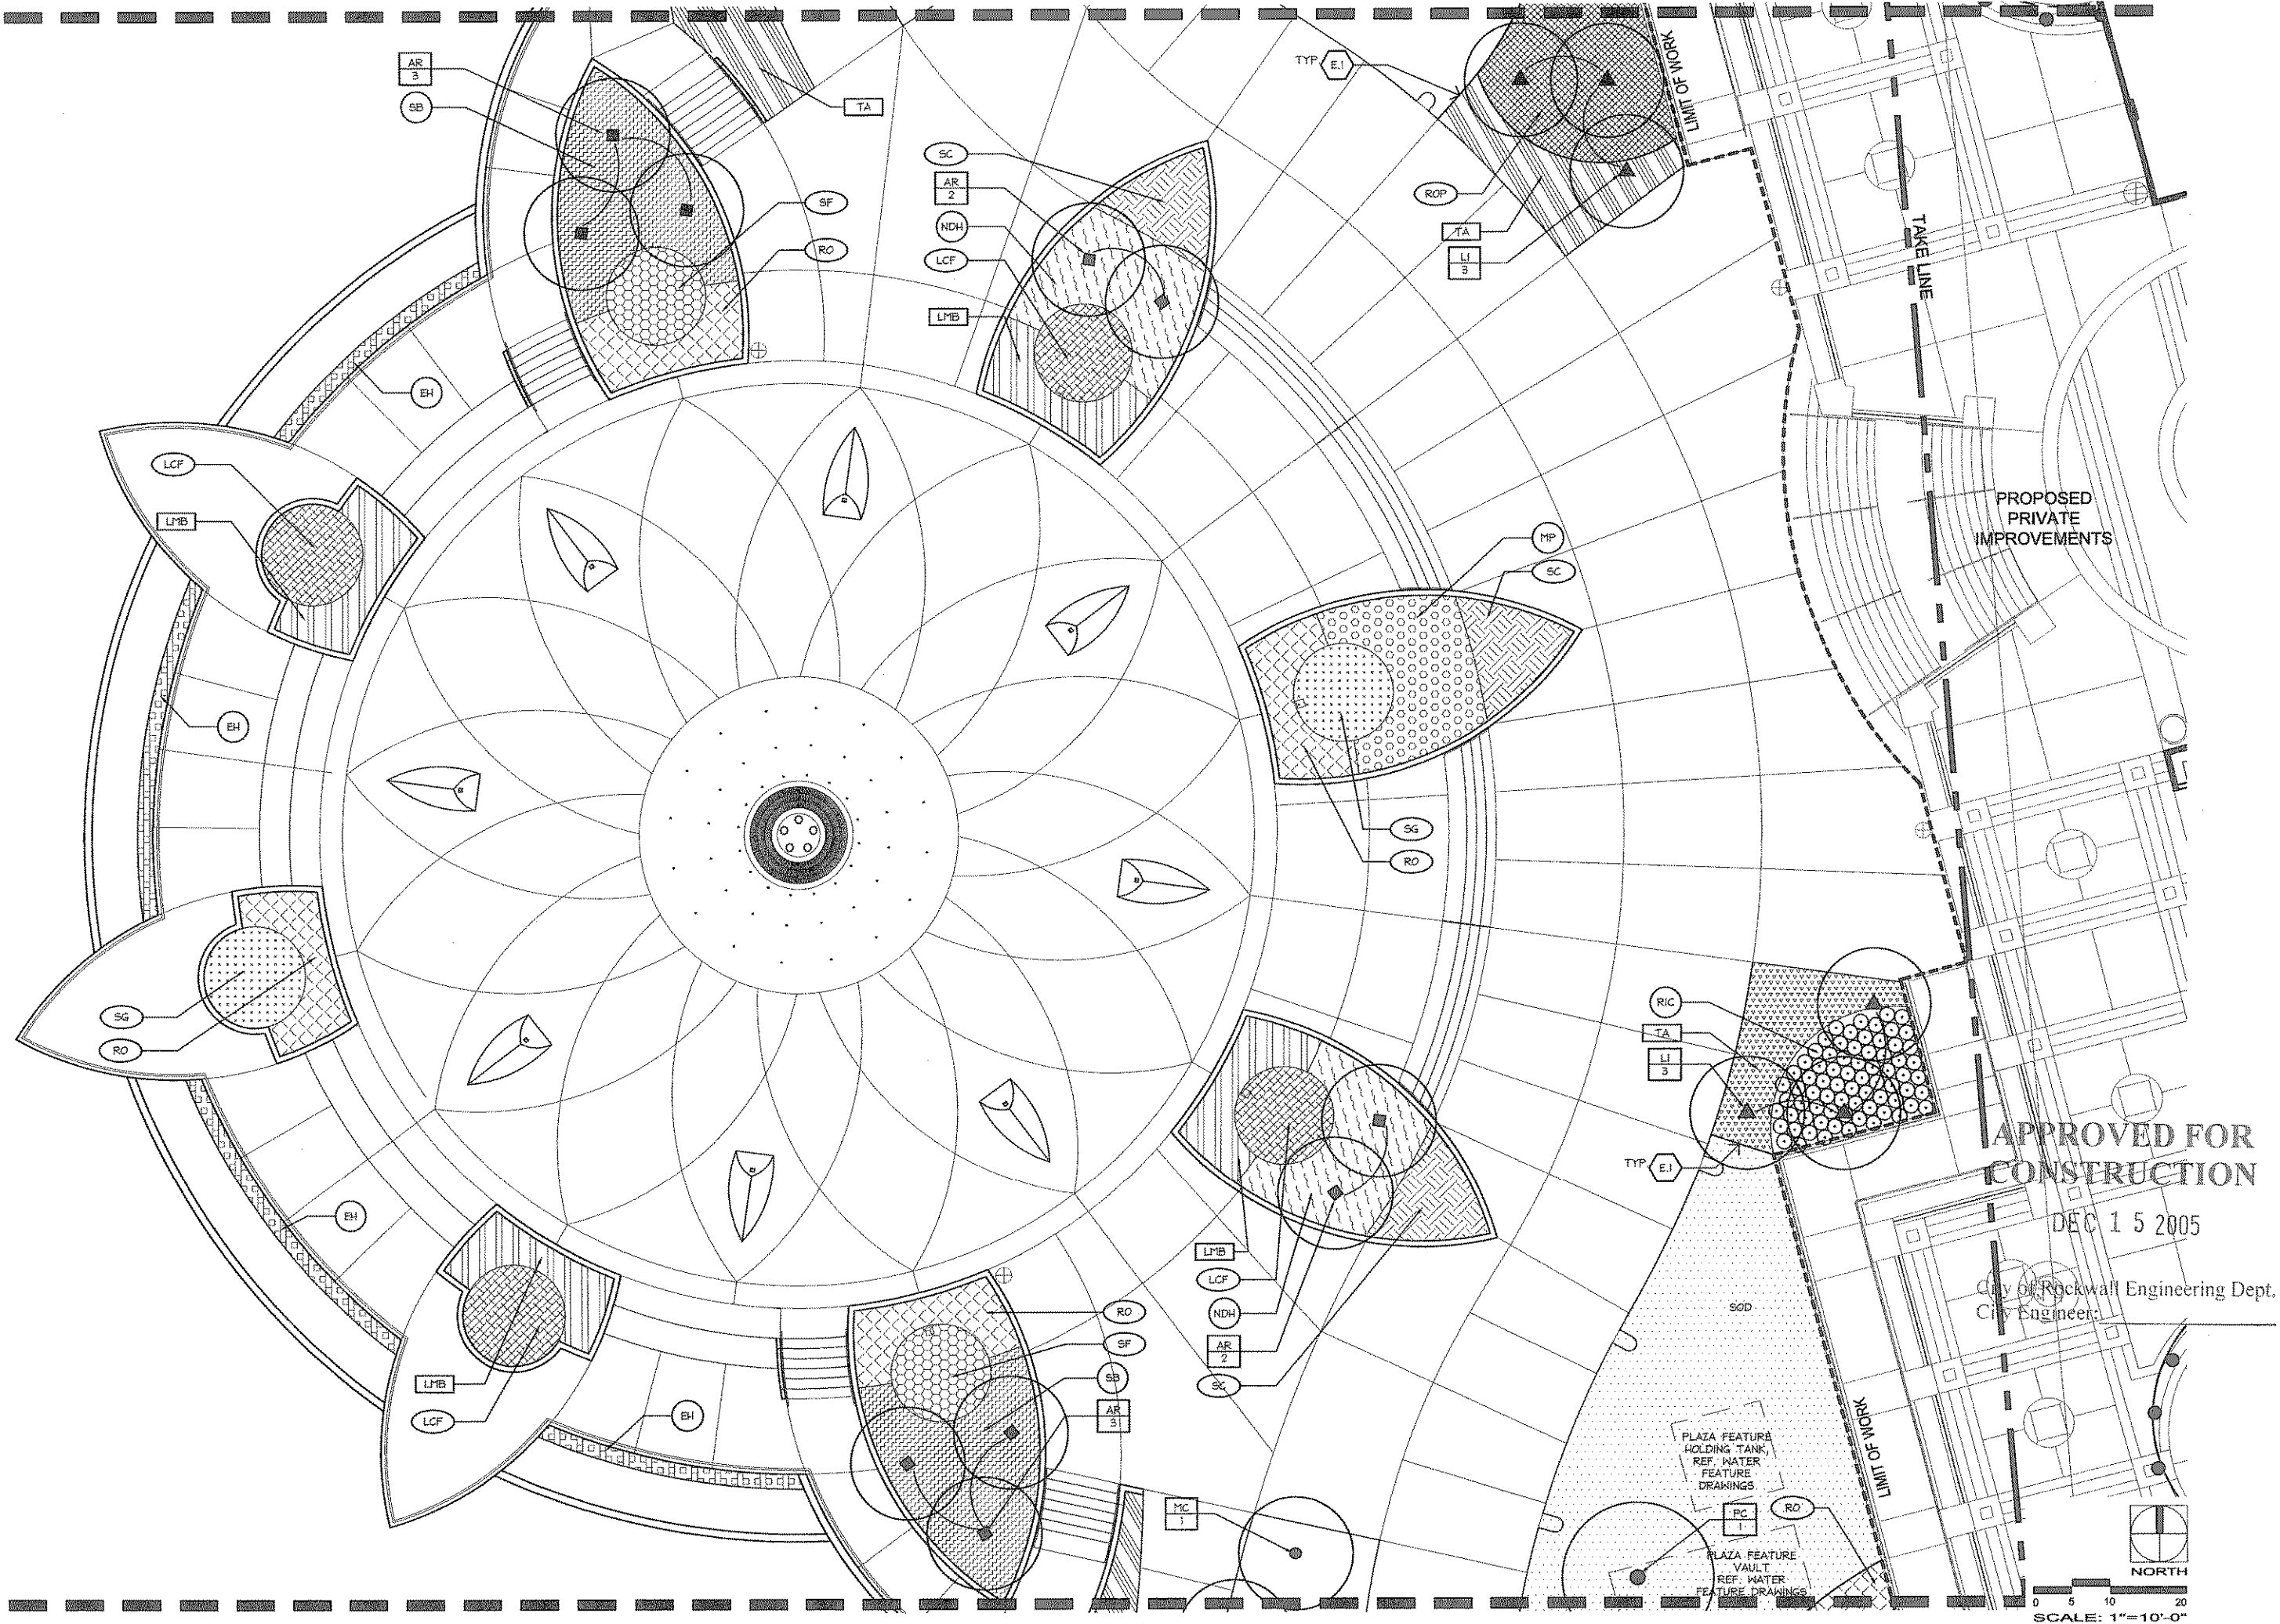 AR
3
SB
TA
SF
RO
SC
AR
2
NDH
LCF
LMB
TYP
E.1
ROP
TA
LI
3
LIMIT OF WORK
TAKE LINE
EH
LCF
LMB
PROPOSED
PRIVATE
IMPROVEMENTS
MP
SC
EH
SG
RO
SG
RO
RIC
TA
LI
3
TYP
E.1
APPROVED FOR
CONSTRUCTION
DEC 15 2005
City of Rockwall Engineering Dept.
City Engineer:
EH
LMB
LCF
NDH
AR
2
SC
LMB
LCF
EH
RO
SF
SB
AR
3
SOD
LIMIT OF WORK
PLAZA FEATURE
HOLDING TANK,
REF. WATER
FEATURE
DRAWINGS
MC
1
PC
1
RO
PLAZA FEATURE
VAULT
REF. WATER
FEATURE DRAWINGS
NORTH
0 5 10 20
SCALE: 1"=10'-0"